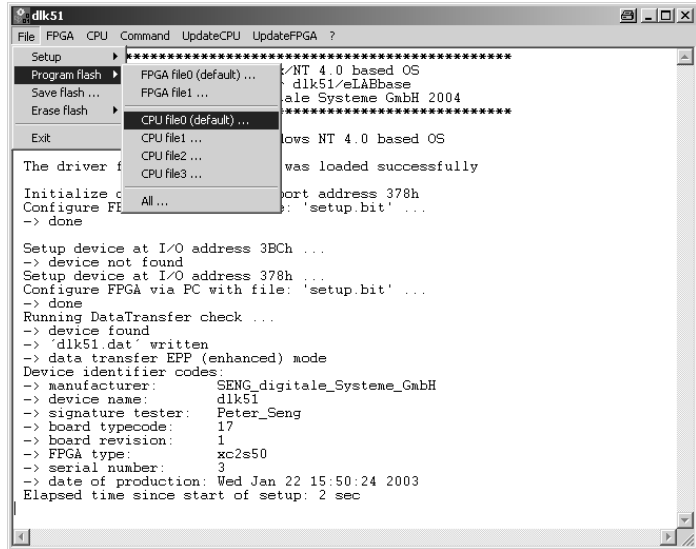 dlk51
File FPGA CPU Command UpdateCPU UpdateFPGA ?
Setup
Program flash
Save flash ...
Erase flash
Exit
FPGA file0 (default) ...
FPGA file1 ...
CPU file0 (default) ...
CPU file1 ...
CPU file2 ...
CPU file3 ...
All ...
************************************************
/NT 4.0 based OS
dlk51/eLABbase
ale Systeme GmbH 2004
******************************
dows NT 4.0 based OS
The driver f was loaded successfully
Initialize port address 378h
Configure FP : 'setup.bit' ...
-> done
Setup device at I/O address 3BCh ...
-> device not found
Setup device at I/O address 378h ...
Configure FPGA via PC with file: 'setup.bit' ...
-> done
Running DataTransfer check ...
-> device found
-> ´dlk51.dat´ written
-> data transfer EPP (enhanced) mode
Device identifier codes:
-> manufacturer: SENG_digitale_Systeme_GmbH
-> device name: dlk51
-> signature tester: Peter_Seng
-> board typecode: 17
-> board revision: 1
-> FPGA type: xc2s50
-> serial number: 3
-> date of production: Wed Jan 22 15:50:24 2003
Elapsed time since start of setup: 2 sec